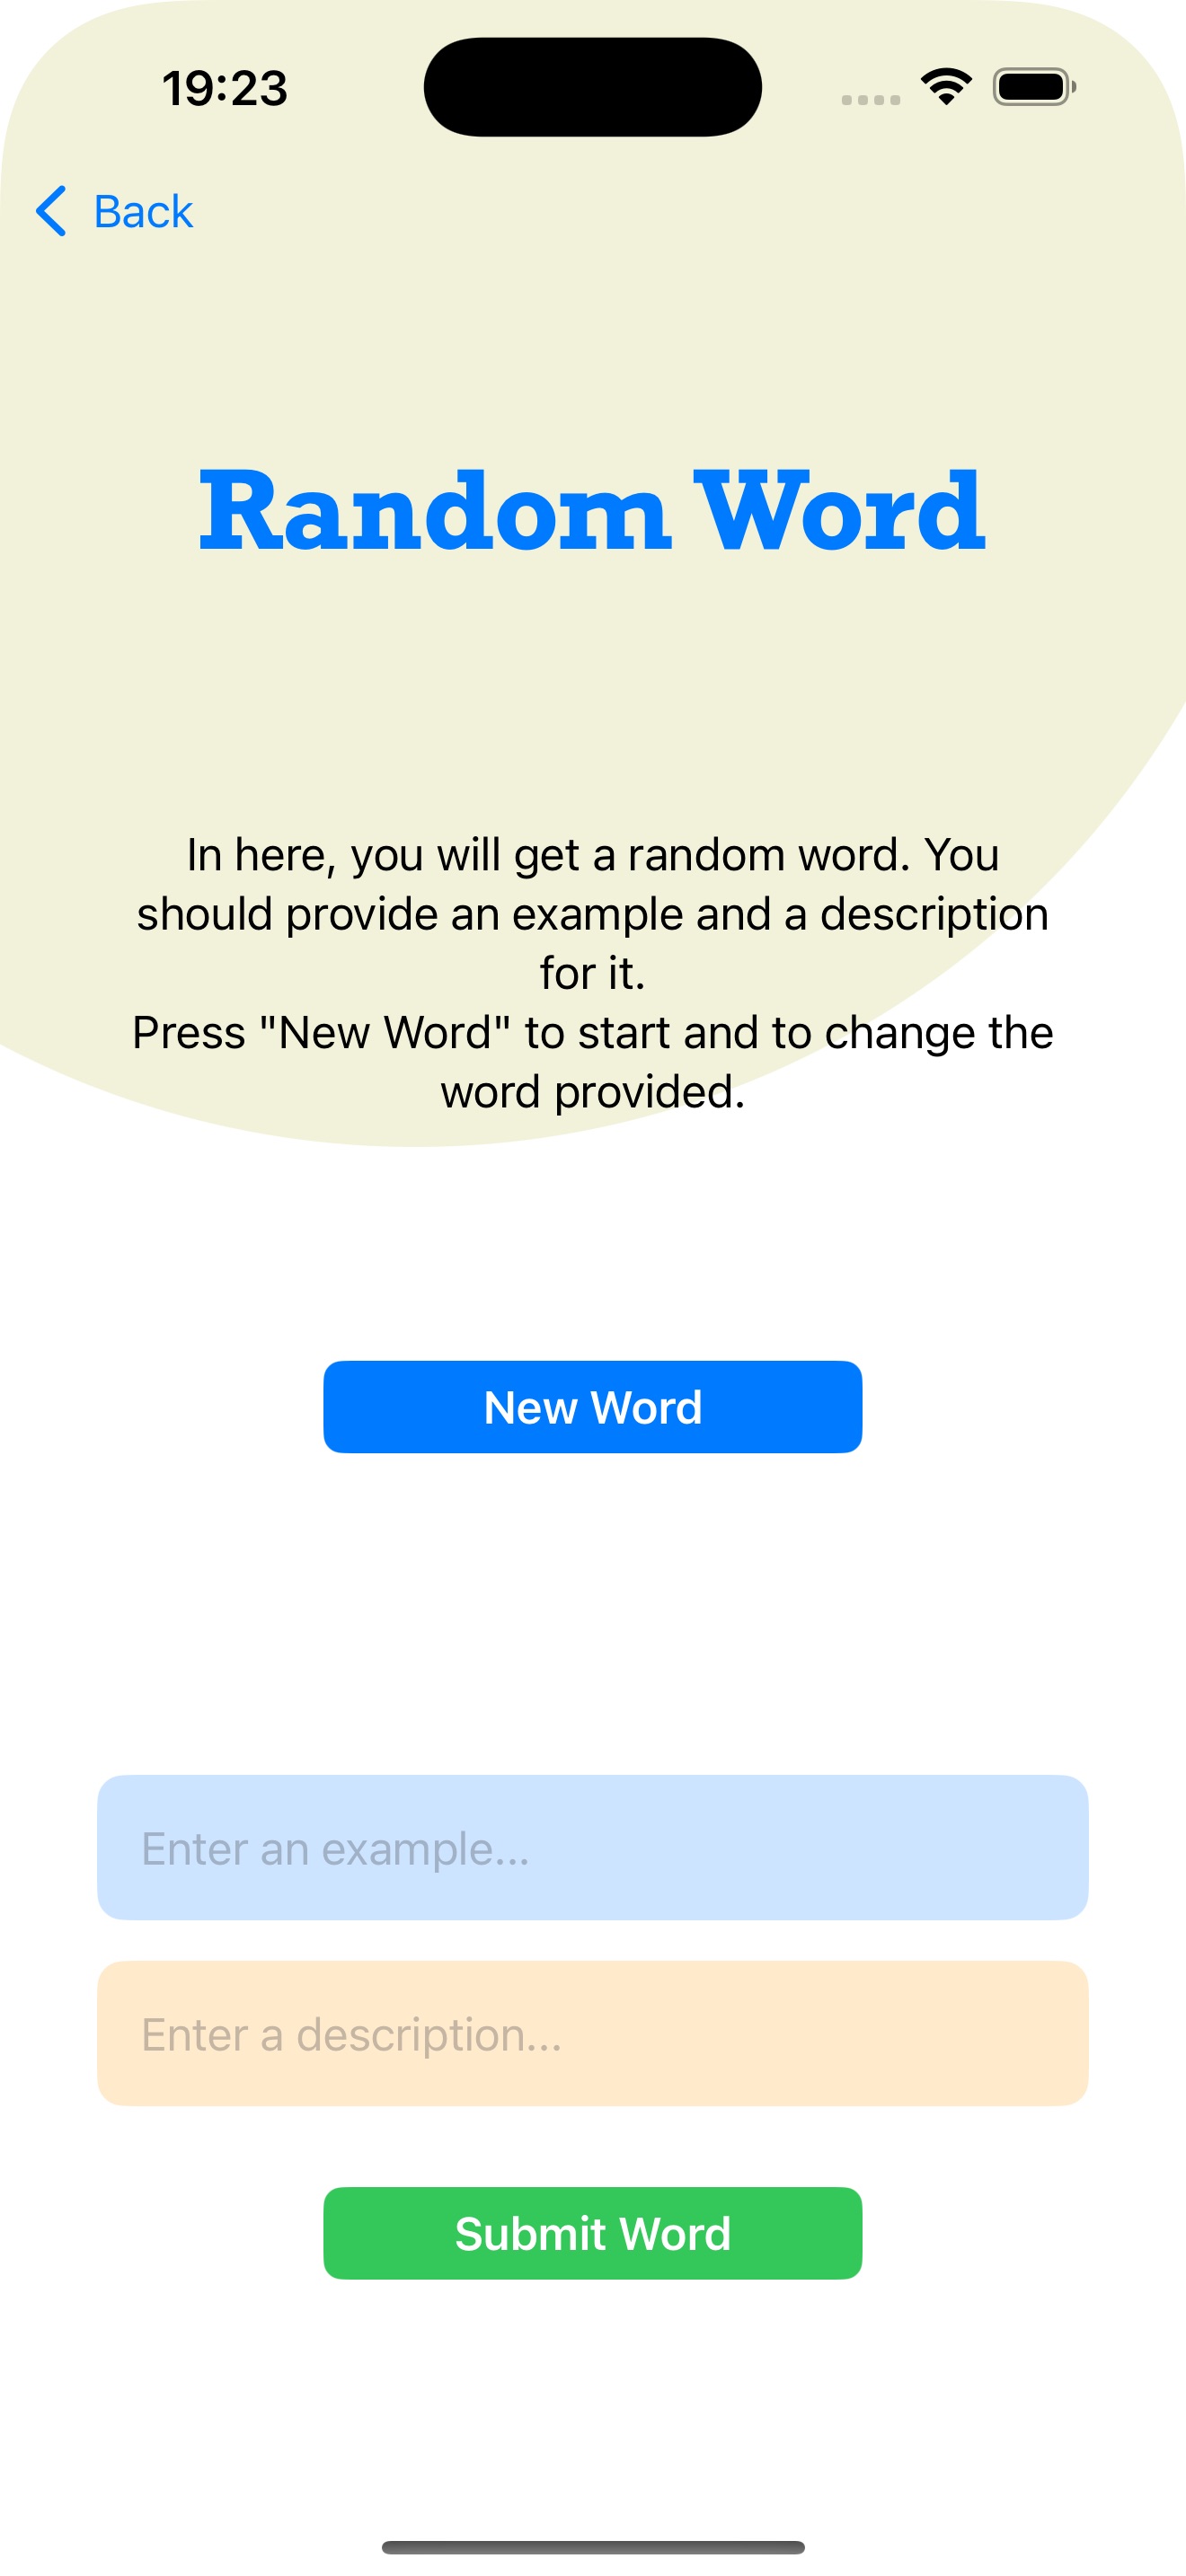 19:23
Back
Random Word
In here, you will get a random word. You
should provide an example and a description
for it.
Press "New Word" to start and to change the
word provided.
New Word
Enter an example...
Enter a description...
Submit Word